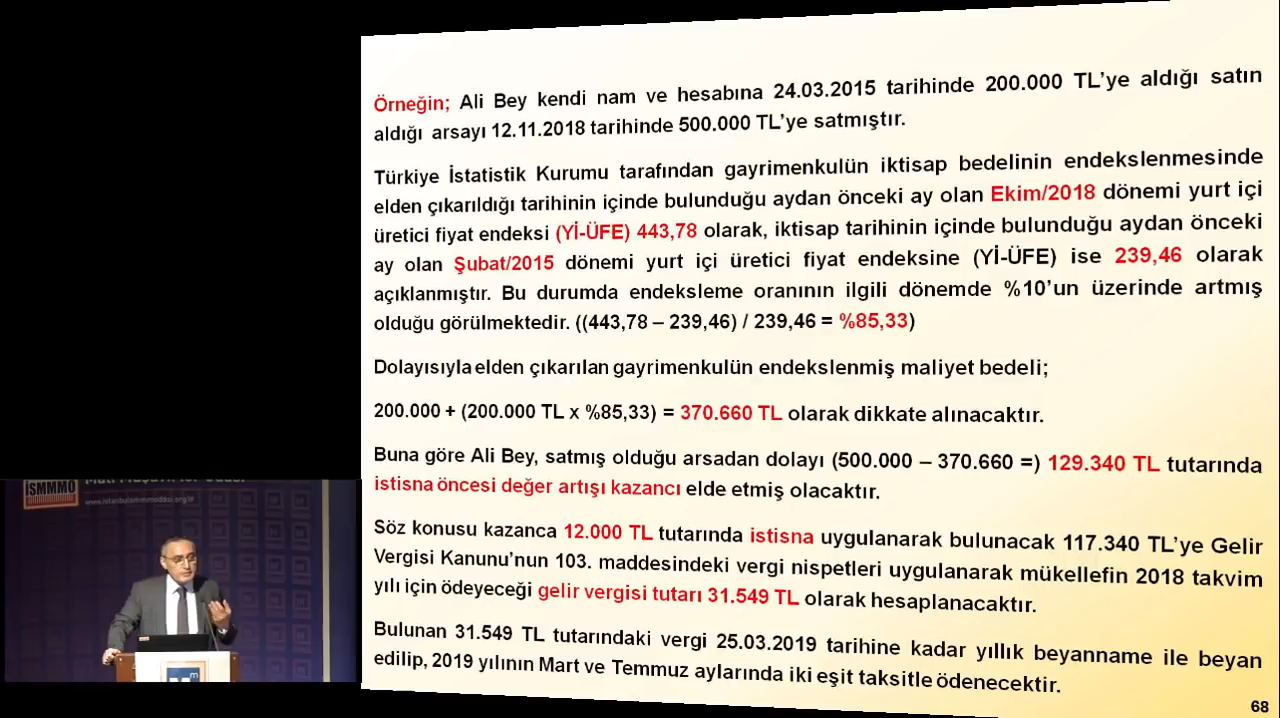 Örneğin; Ali Bey kendi nam ve hesabına 24.03.2015 tarihinde 200.000 TL'ye aldığı satın
aldığı arsayı 12.11.2018 tarihinde 500.000 TL'ye satmıştır.
Türkiye İstatistik Kurumu tarafından gayrimenkulün iktisap bedelinin endekslenmesinde
elden çıkarıldığı tarihinin içinde bulunduğu aydan önceki ay olan Ekim/2018 dönemi yurt içi
üretici fiyat endeksi (Yİ-ÜFE) 443,78 olarak, iktisap tarihinin içinde bulunduğu aydan önceki
ay olan Şubat/2015 dönemi yurt içi üretici fiyat endeksine (Yİ-ÜFE) ise 239,46 olarak
açıklanmıştır. Bu durumda endeksleme oranının ilgili dönemde %10'un üzerinde artmış
olduğu görülmektedir. ((443,78 – 239,46) / 239,46 = %85,33)
Dolayısıyla elden çıkarılan gayrimenkulün endekslenmiş maliyet bedeli;
200.000 + (200.000 TL x %85,33) = 370.660 TL olarak dikkate alınacaktır.
Buna göre Ali Bey, satmış olduğu arsadan dolayı (500.000 – 370.660 =) 129.340 TL tutarında
istisna öncesi değer artışı kazancı elde etmiş olacaktır.
Söz konusu kazanca 12.000 TL tutarında istisna uygulanarak bulunacak 117.340 TL'ye Gelir
Vergisi Kanunu'nun 103. maddesindeki vergi nispetleri uygulanarak mükellefin 2018 takvim
yılı için ödeyeceği gelir vergisi tutarı 31.549 TL olarak hesaplanacaktır.
Bulunan 31.549 TL tutarındaki vergi 25.03.2019 tarihine kadar yıllık beyanname ile beyan
edilip, 2019 yılının Mart ve Temmuz aylarında iki eşit taksitle ödenecektir.
68
İSMMMO